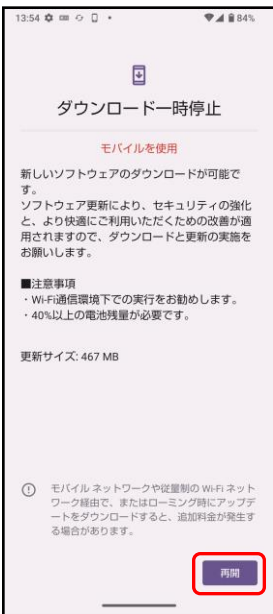 13:54
84%
ダウンロード一時停止
モバイルを使用
新しいソフトウェアのダウンロードが可能で
す。
ソフトウェア更新により、セキュリティの強化
と、より快適にご利用いただくための改善が適
用されますので、ダウンロードと更新の実施を
お願いします。
■注意事項
・Wi-Fi通信環境下での実行をお勧めします。
・40%以上の電池残量が必要です。
更新サイズ: 467 MB
モバイル ネットワークや従量制の Wi-Fi ネット
ワーク経由で、またはローミング時にアップデ
ートをダウンロードすると、追加料金が発生す
る場合があります。
再開